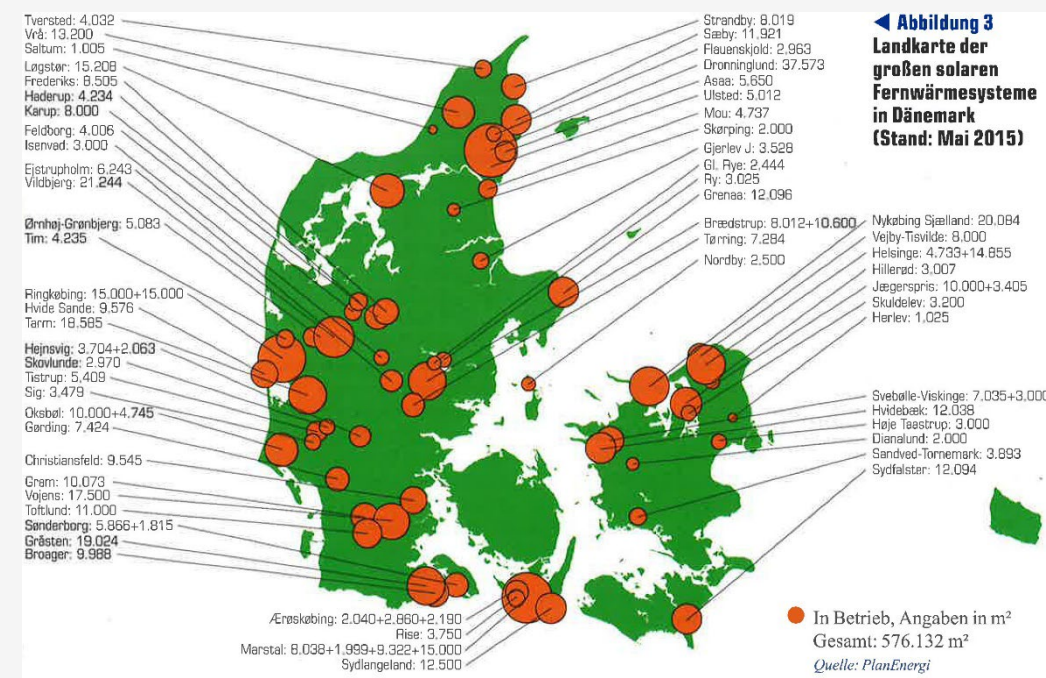 Tversted: 4.032
Vrå: 13.200
Saltum: 1.005
Løgstør: 15.208
Frederiks: 8.505
Haderup: 4.234
Karup: 8.000
Feldborg: 4.006
Isenvad: 3.000
Ejstrupholm: 6.243
Vildbjerg: 21.244
Ørnhøj-Grønbjerg: 5.083
Tim: 4.235
Ringkøbing: 15.000+15.000
Hvide Sande: 9.576
Tarm: 18.585
Hejnsvig: 3.704+2.063
Skovlunde: 2.970
Tistrup: 5,409
Sig: 3,479
Oksbøl: 10.000+4.745
Gørding: 7,424
Christiansfeld: 9.545
Gram: 10.073
Vojens: 17.500
Toftlund: 11.000
Sønderborg: 5.866+1.815
Gråsten: 19.024
Broager: 9.988
Ærøskøbing: 2.040+2.860+2.190
Rise: 3,750
Marstal: 8.038+1.999+9.322+15.000
Sydlangeland: 12.500
Strandby: 8.019
Sæby: 11,921
Flauenskjold: 2,963
Dronninglund: 37.573
Asaa: 5.650
Ulsted: 5.012
Mou: 4.737
Skørping: 2.000
Gjerlev J: 3.528
Gl. Rye: 2.444
Ry: 3.025
Grenaa: 12.096
Brædstrup: 8.012+10.600
Tørring: 7.284
Nordby: 2,500
◀ Abbildung 3
Landkarte der
großen solaren
Fernwärmesysteme
in Dänemark
(Stand: Mai 2015)
Nykøbing Sjælland: 20.084
Vejby-Tisvilde: 8,000
Helsinge: 4.733+14.855
Hillerød: 3,007
Jægerspris: 10.000+3.405
Skuldelev: 3.200
Herlev: 1,025
Svebølle-Viskinge: 7,035+3,000
Hvidebæk: 12.038
Høje Taastrup: 3.000
Dianalund: 2.000
Sandved-Tornemark: 3.893
Sydfalster: 12,094
In Betrieb, Angaben in m²
Gesamt: 576.132 m²
Quelle: PlanEnergi